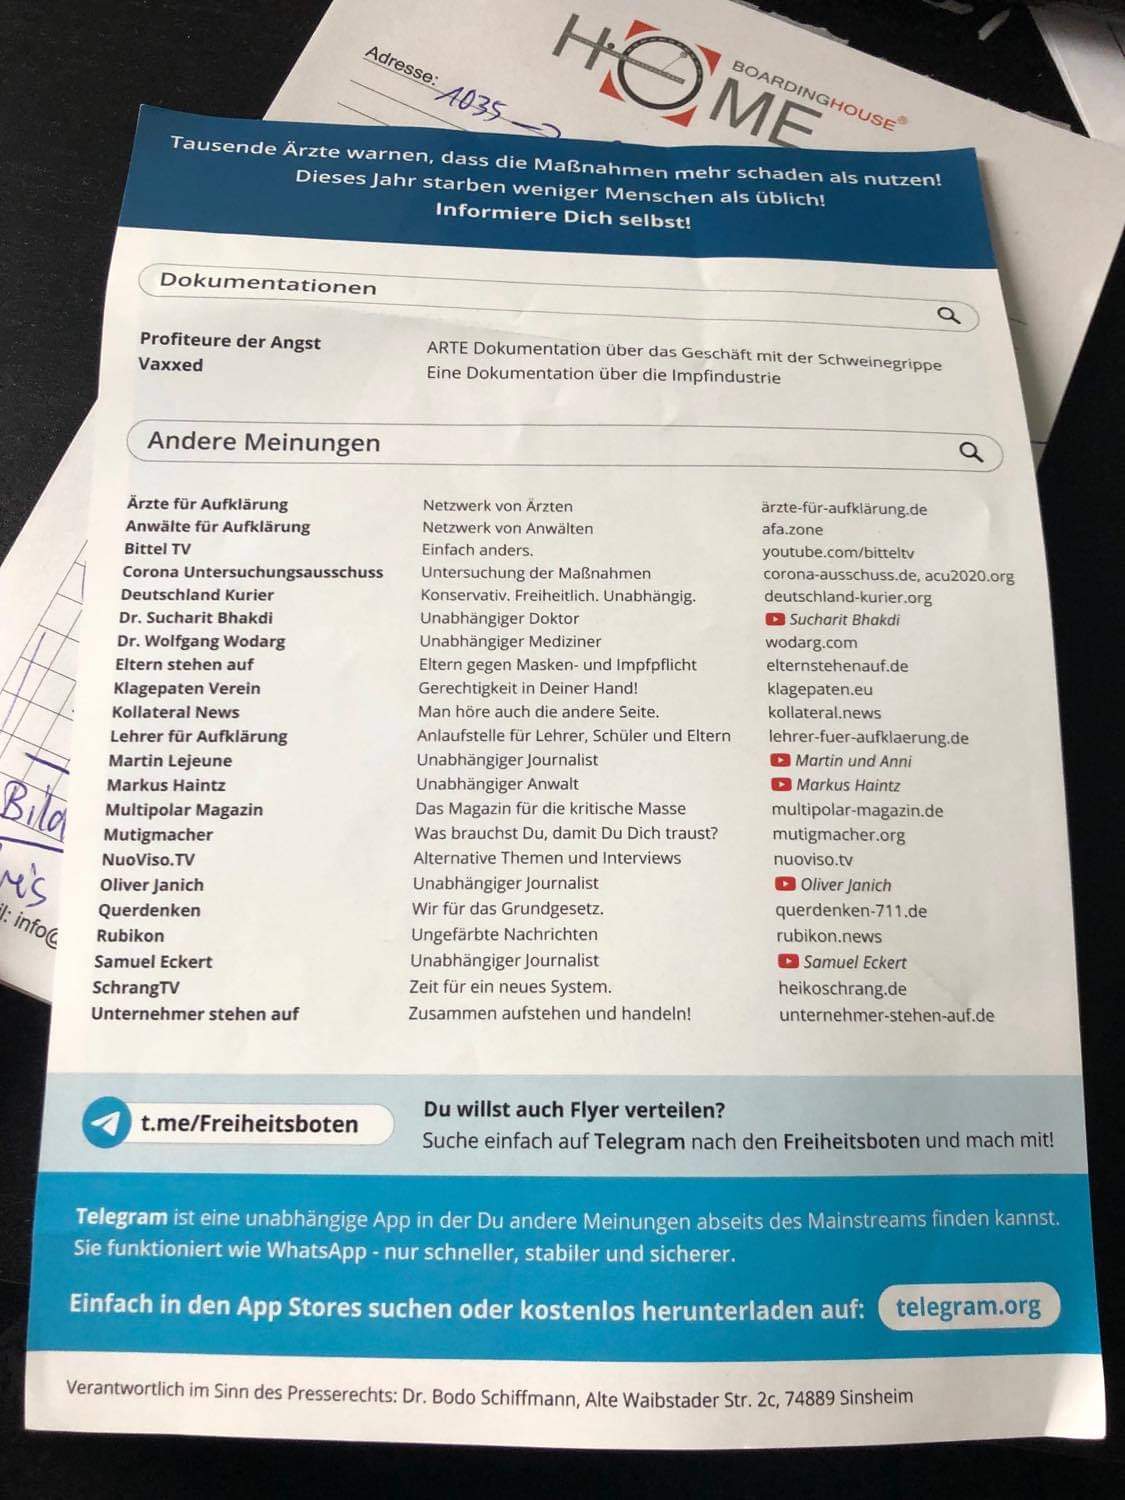 Adresse: 1035
HOME
BOARDINGHOUSE®
Tausende Ärzte warnen, dass die Maßnahmen mehr schaden als nutzen!
Dieses Jahr starben weniger Menschen als üblich!
Informiere Dich selbst!
Dokumentationen
Profiteure der Angst ARTE Dokumentation über das Geschäft mit der Schweinegrippe
Vaxxed Eine Dokumentation über die Impfindustrie
Andere Meinungen
Ärzte für Aufklärung Netzwerk von Ärzten ärzte-für-aufklärung.de
Anwälte für Aufklärung Netzwerk von Anwälten afa.zone
Bittel TV Einfach anders. youtube.com/bitteltv
Corona Untersuchungsausschuss Untersuchung der Maßnahmen corona-ausschuss.de, acu2020.org
Deutschland Kurier Konservativ. Freiheitlich. Unabhängig. deutschland-kurier.org
Dr. Sucharit Bhakdi Unabhängiger Doktor Sucharit Bhakdi
Dr. Wolfgang Wodarg Unabhängiger Mediziner wodarg.com
Eltern stehen auf Eltern gegen Masken- und Impfpflicht elternstehenauf.de
Klagepaten Verein Gerechtigkeit in Deiner Hand! klagepaten.eu
Kollateral News Man höre auch die andere Seite. kollateral.news
Lehrer für Aufklärung Anlaufstelle für Lehrer, Schüler und Eltern lehrer-fuer-aufklaerung.de
Martin Lejeune Unabhängiger Journalist Martin und Anni
Markus Haintz Unabhängiger Anwalt Markus Haintz
Multipolar Magazin Das Magazin für die kritische Masse multipolar-magazin.de
Mutigmacher Was brauchst Du, damit Du Dich traust? mutigmacher.org
NuoViso.TV Alternative Themen und Interviews nuoviso.tv
Oliver Janich Unabhängiger Journalist Oliver Janich
Querdenken Wir für das Grundgesetz. querdenken-711.de
Rubikon Ungefärbte Nachrichten rubikon.news
Samuel Eckert Unabhängiger Journalist Samuel Eckert
SchrangTV Zeit für ein neues System. heikoschrang.de
Unternehmer stehen auf Zusammen aufstehen und handeln! unternehmer-stehen-auf.de
t.me/Freiheitsboten
Du willst auch Flyer verteilen?
Suche einfach auf Telegram nach den Freiheitsboten und mach mit!
Telegram ist eine unabhängige App in der Du andere Meinungen abseits des Mainstreams finden kannst.
Sie funktioniert wie WhatsApp - nur schneller, stabiler und sicherer.
Einfach in den App Stores suchen oder kostenlos herunterladen auf: telegram.org
Verantwortlich im Sinn des Presserechts: Dr. Bodo Schiffmann, Alte Waibstader Str. 2c, 74889 Sinsheim
Bild
info@